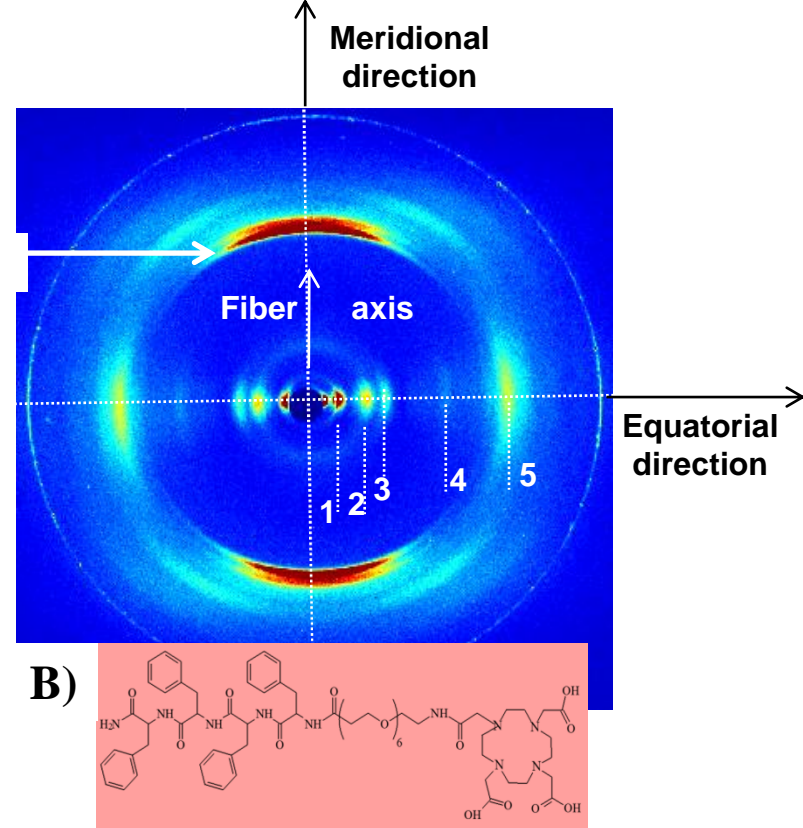 Meridional
direction
Fiber axis
Equatorial
direction
1
2
3
4
5
B)
O
H₂N
NH
O
O
NH
NH
O
O
NH
O
O
6
NH
O
N
N
N
N
OH
O
O
OH
O
OH